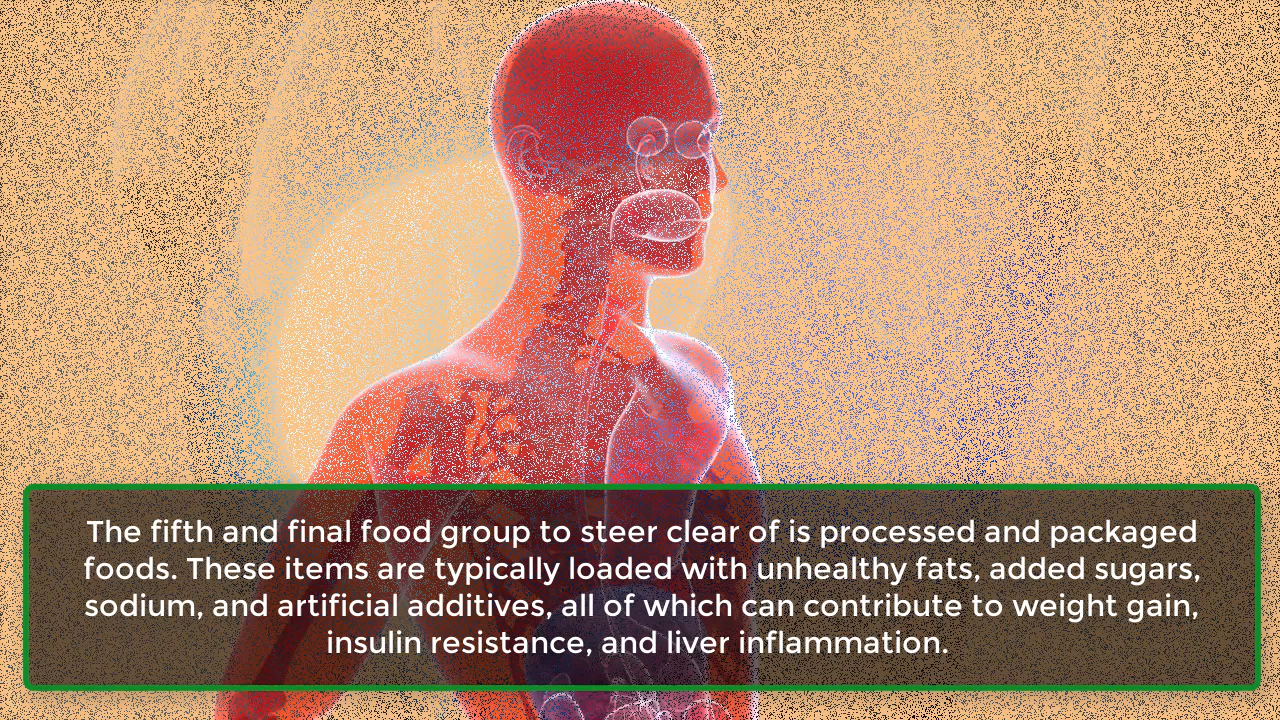 The fifth and final food group to steer clear of is processed and packaged
foods. These items are typically loaded with unhealthy fats, added sugars,
sodium, and artificial additives, all of which can contribute to weight gain,
insulin resistance, and liver inflammation.